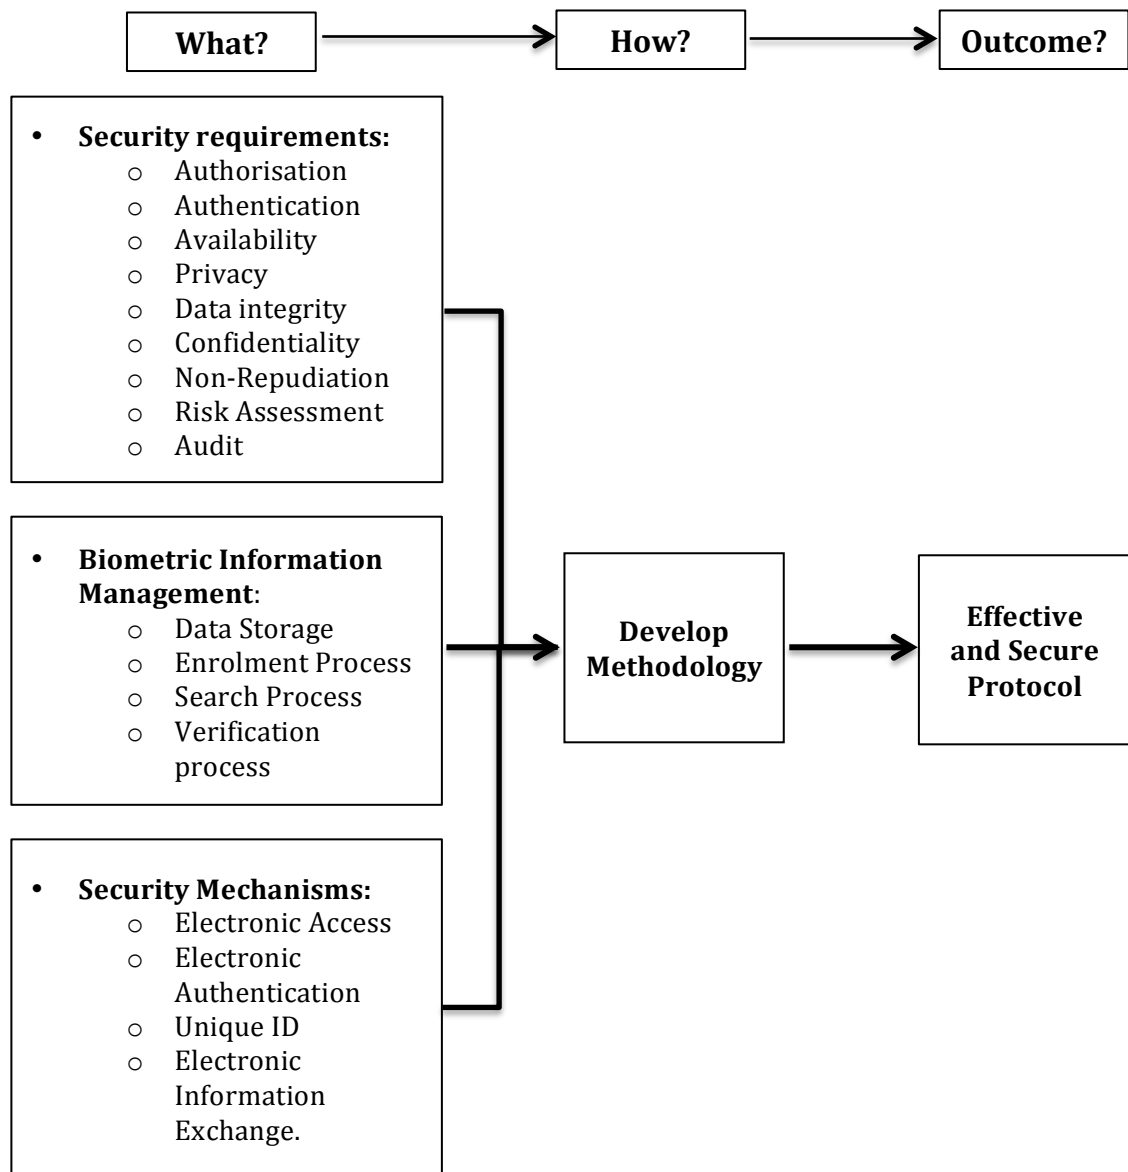 What?
How?
Outcome?
• Security requirements:
o Authorisation
o Authentication
o Availability
o Privacy
o Data integrity
o Confidentiality
o Non-Repudiation
o Risk Assessment
o Audit
• Biometric Information
Management:
o Data Storage
o Enrolment Process
o Search Process
o Verification
process
• Security Mechanisms:
o Electronic Access
o Electronic
Authentication
o Unique ID
o Electronic
Information
Exchange.
Develop
Methodology
Effective
and Secure
Protocol